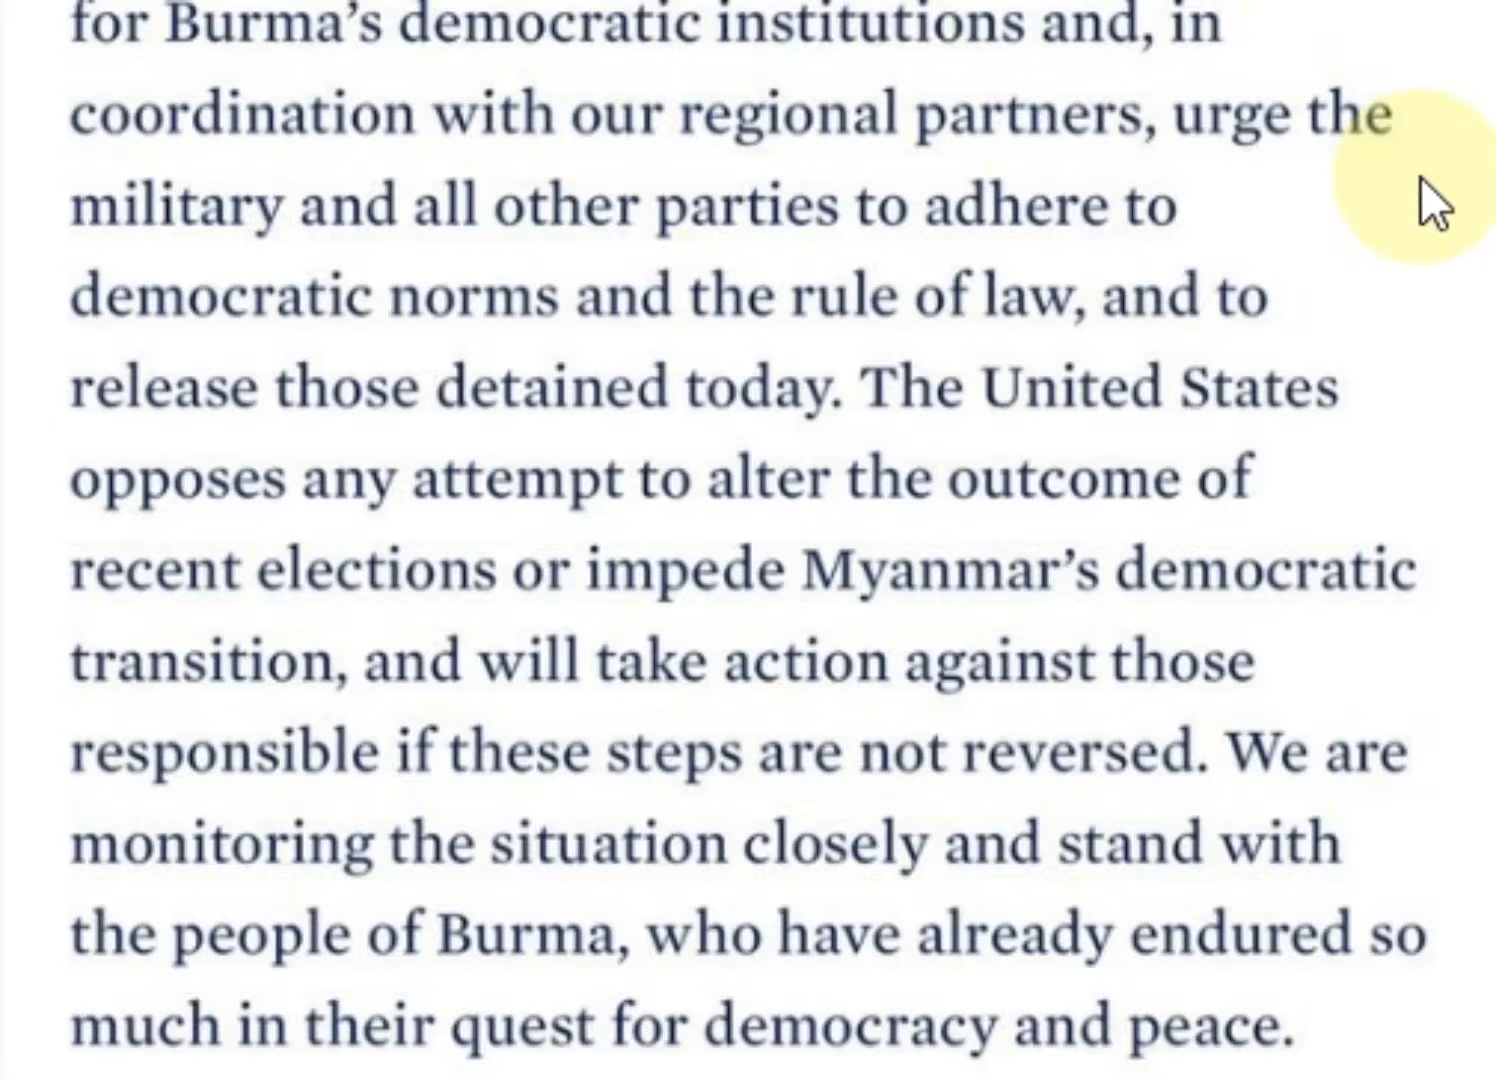 for Burma’s democratic institutions and, in
coordination with our regional partners, urge the
military and all other parties to adhere to
democratic norms and the rule of law, and to
release those detained today. The United States
opposes any attempt to alter the outcome of
recent elections or impede Myanmar’s democratic
transition, and will take action against those
responsible if these steps are not reversed. We are
monitoring the situation closely and stand with
the people of Burma, who have already endured so
much in their quest for democracy and peace.